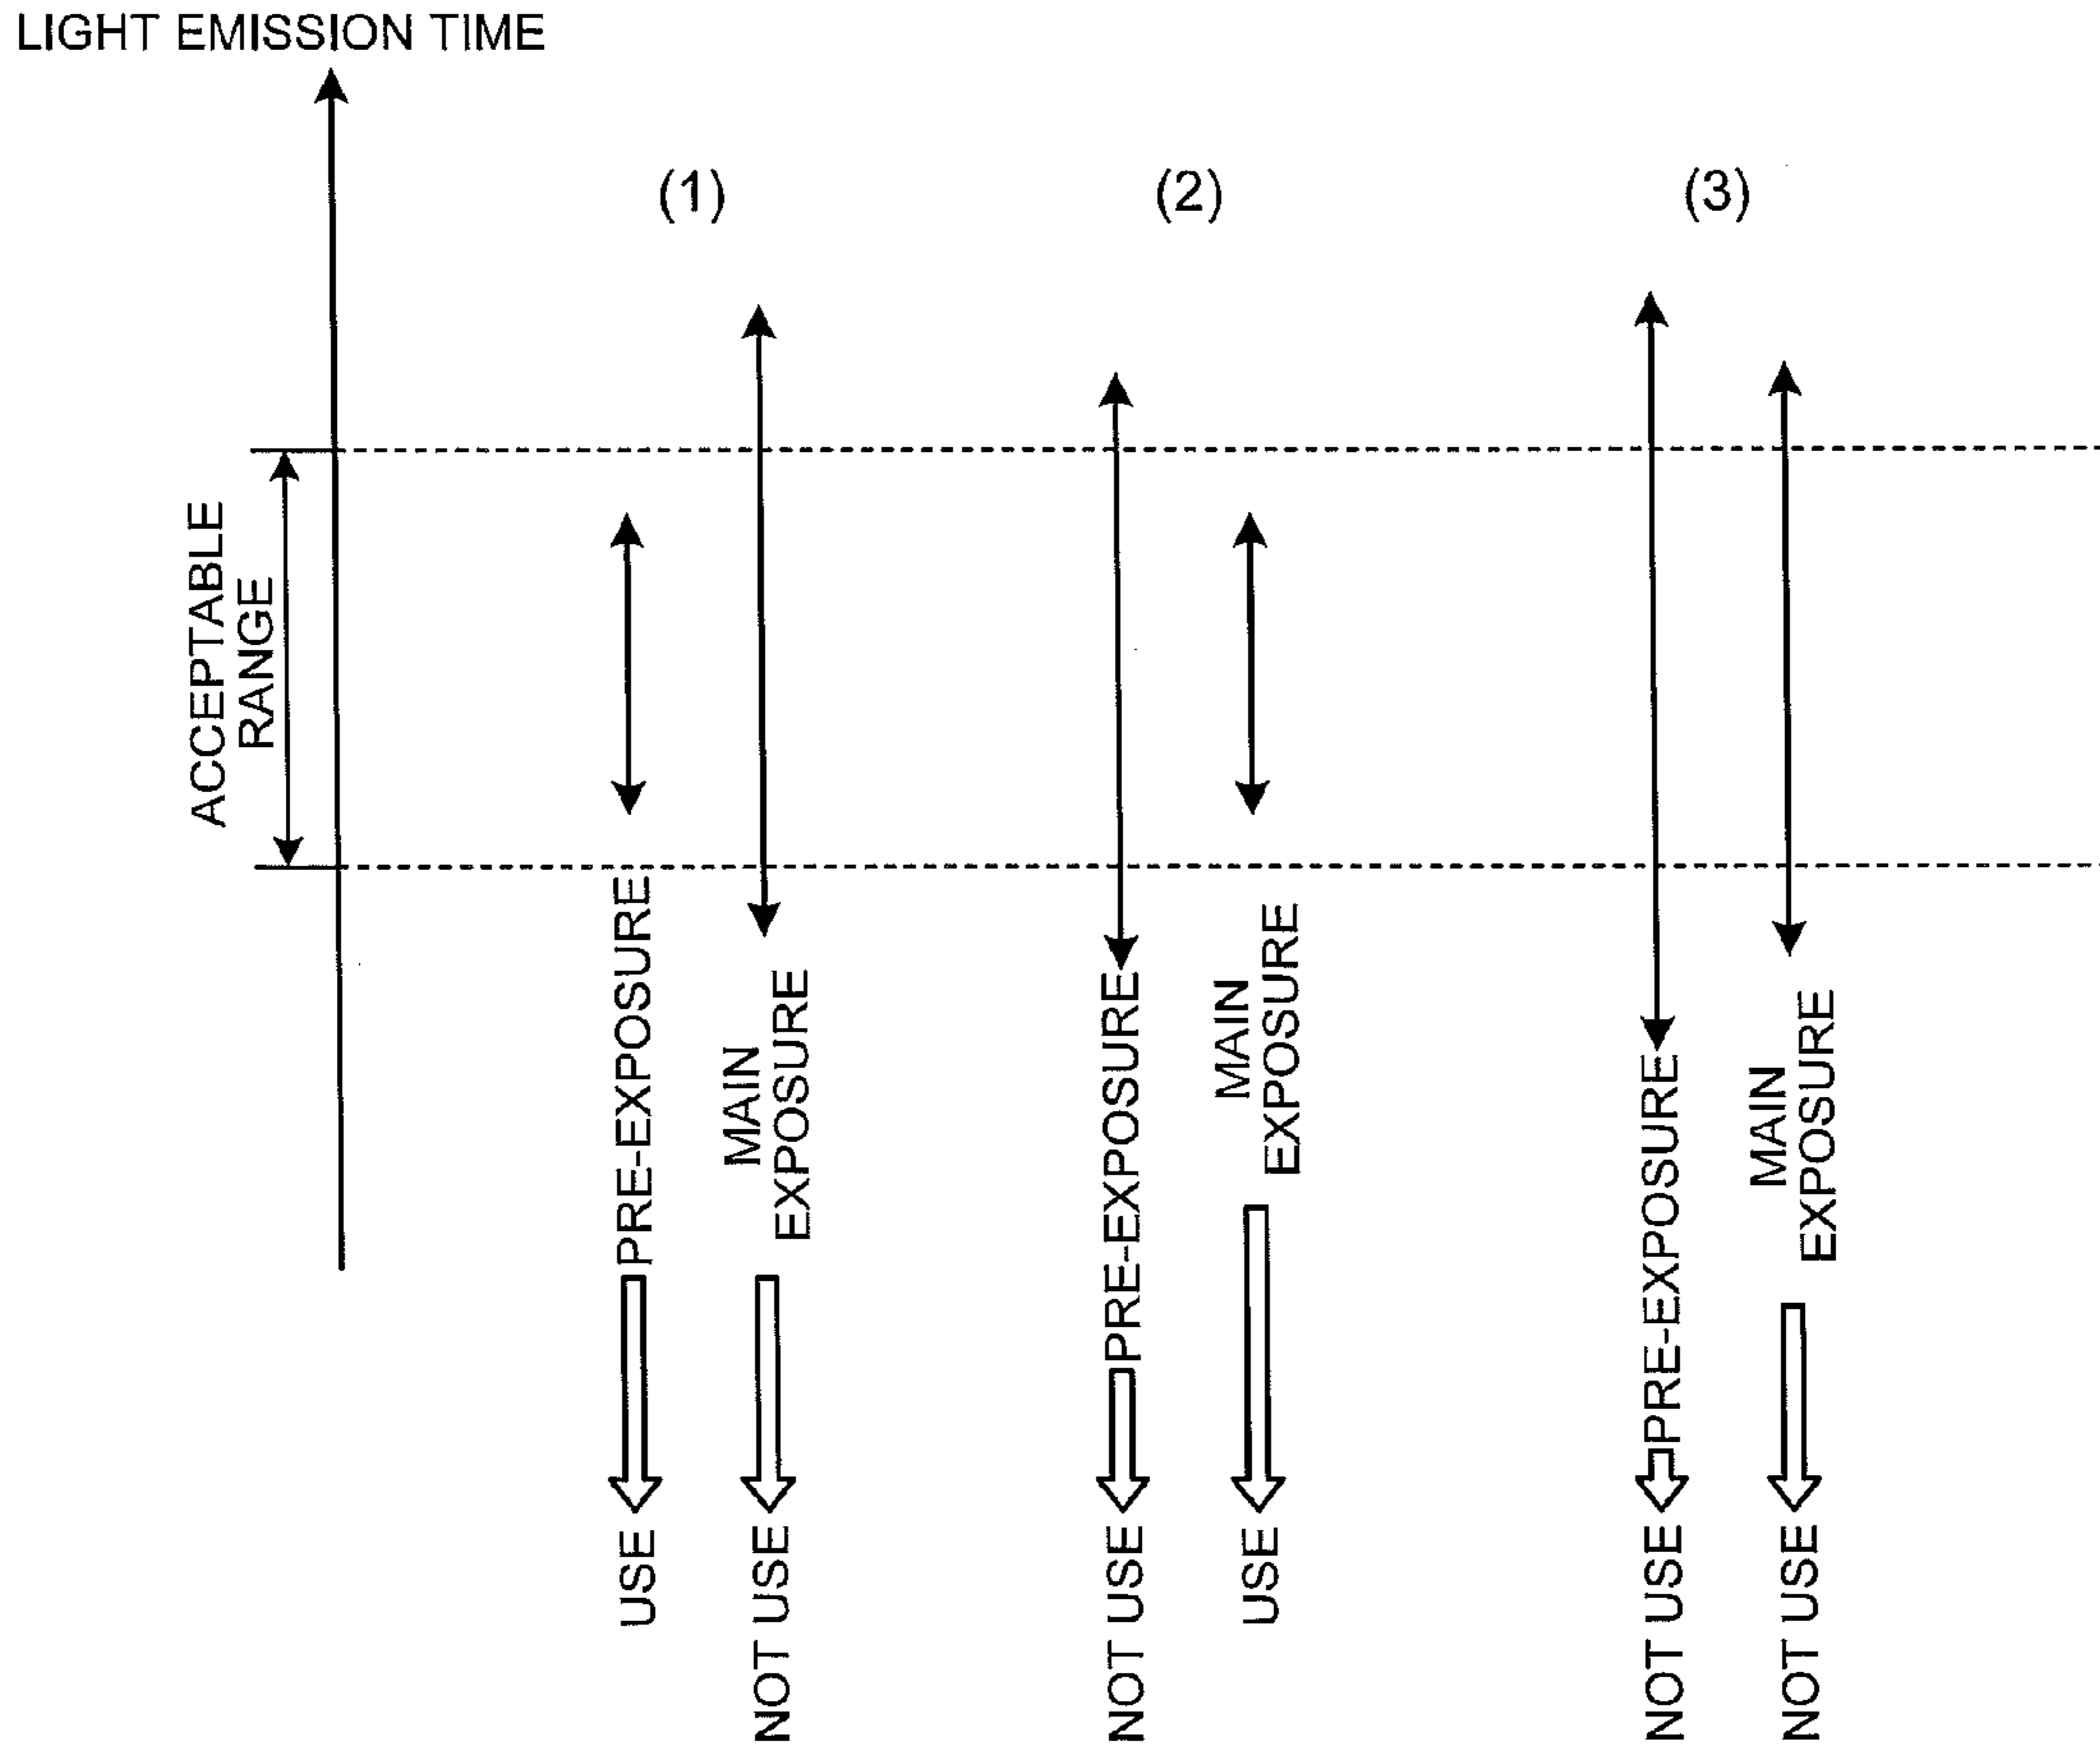 LIGHT EMISSION TIME
(1)
(2)
(3)
ACCEPTABLE
RANGE
PRE-EXPOSURE
MAIN
EXPOSURE
PRE-EXPOSURE
MAIN
EXPOSURE
PRE-EXPOSURE
MAIN
EXPOSURE
USE
NOT USE
NOT USE
USE
NOT USE
NOT USE